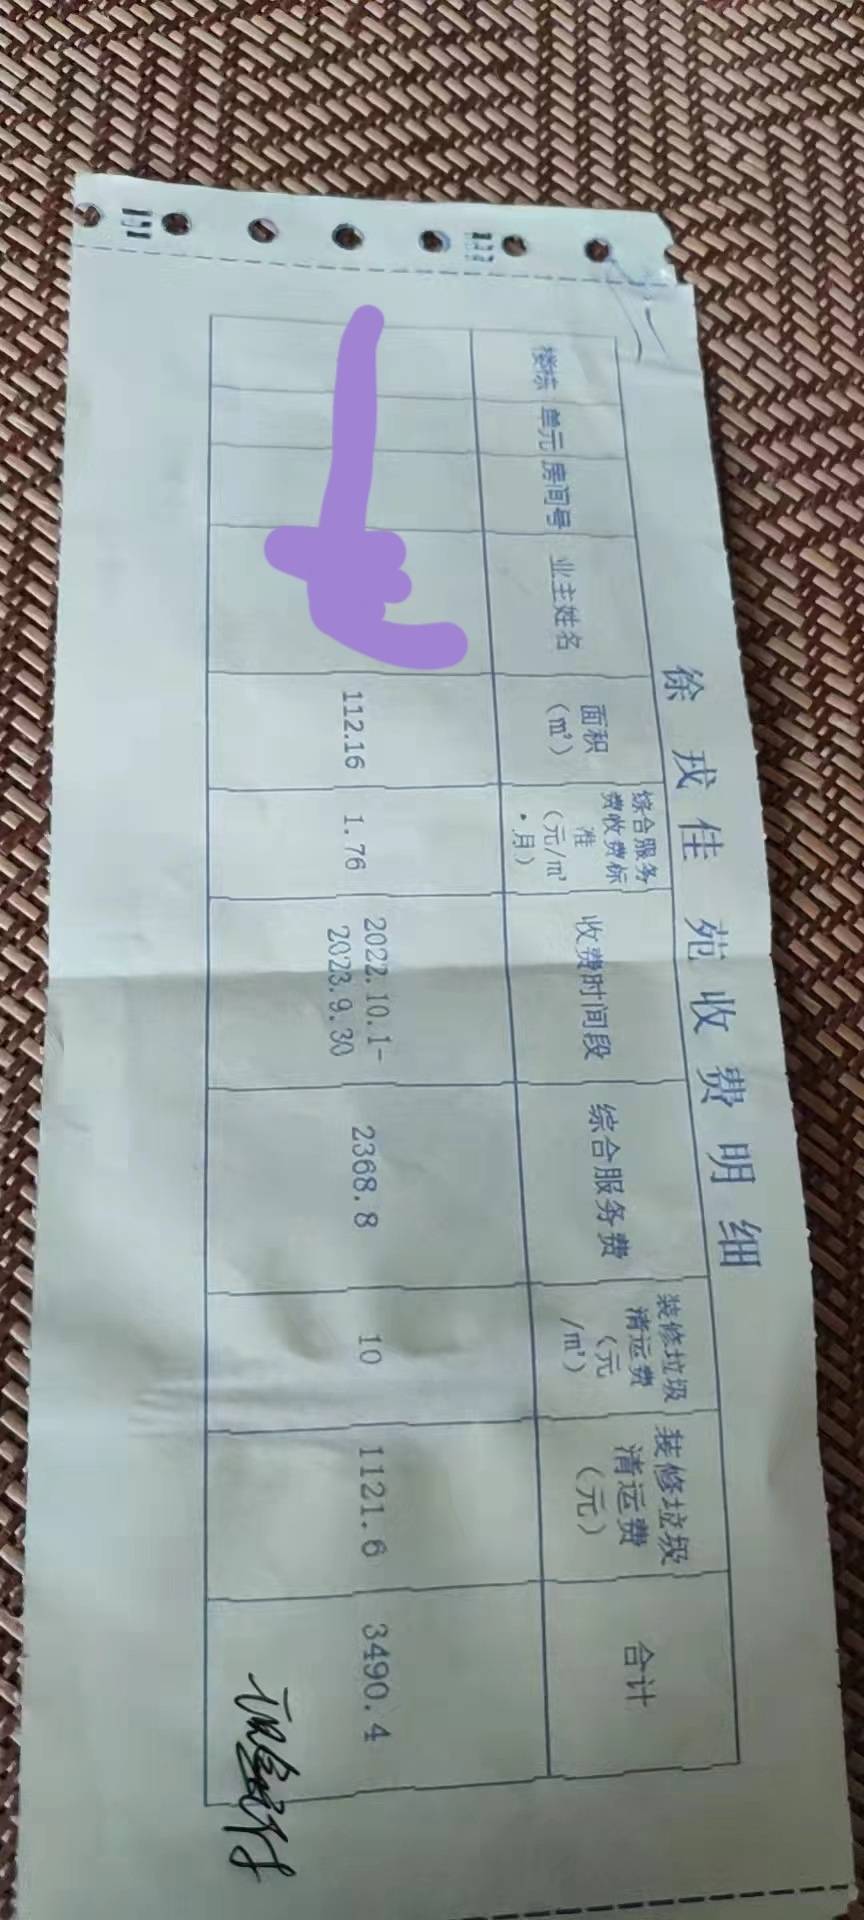 徐戎佳苑收费明细
楼栋 单元 房间号 业主姓名 面积（㎡） 综合服务费收费标准（元/㎡·月） 收费时间段 综合服务费 装修垃圾清运费（元/㎡） 装修垃圾清运费（元） 合计
112.16 1.76 2022.10.1-2023.9.30 2368.8 10 1121.6 3490.4